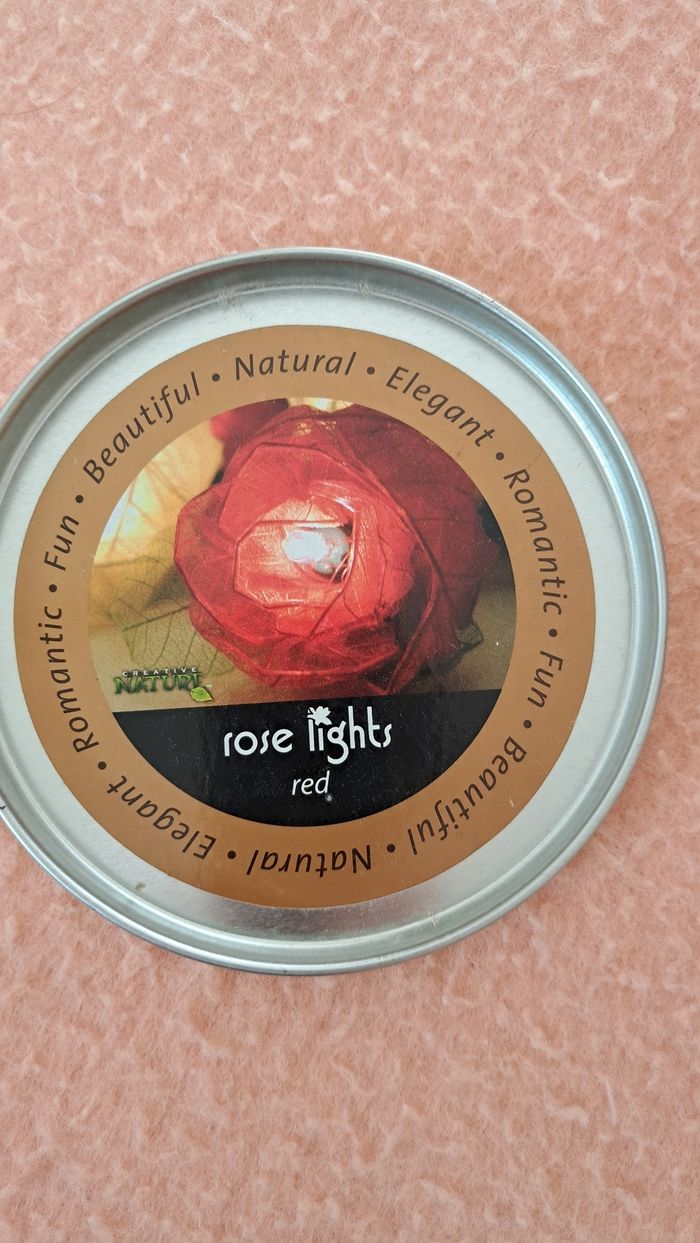 Beautiful • Natural • Elegant • Romantic • Fun • Beautiful • Natural • Elegant • Romantic • Fun •
CREATIVE
NATURE
rose lights
red